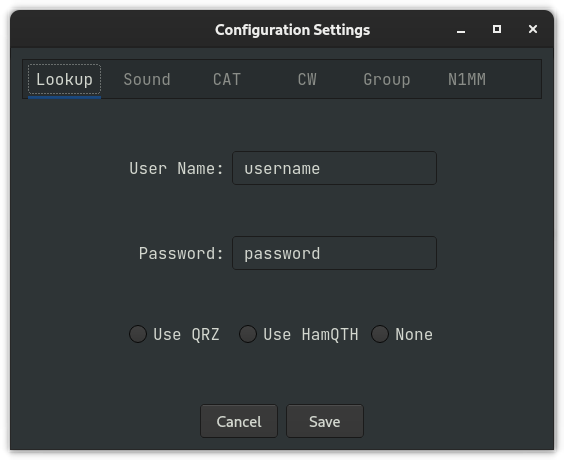 Configuration Settings
Lookup Sound CAT CW Group N1MM
User Name: username
Password: password
Use QRZ Use HamQTH None
Cancel Save